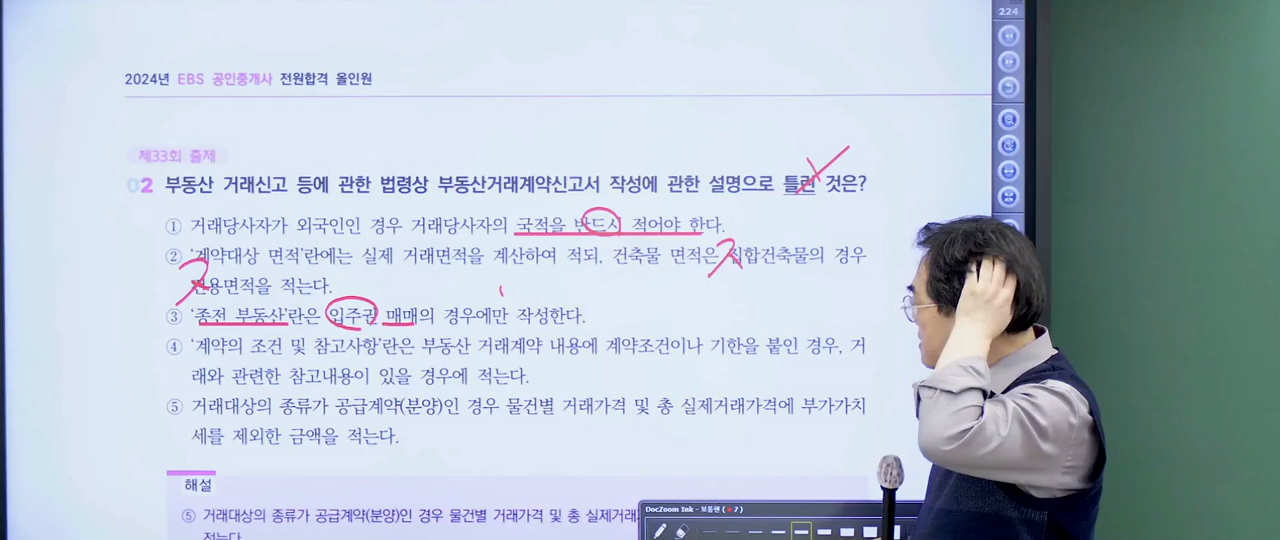 224
2024년 EBS 공인중개사 전원합격 올인원
제33회 출제
02 부동산 거래신고 등에 관한 법령상 부동산거래계약신고서 작성에 관한 설명으로 틀린 것은?
① 거래당사자가 외국인인 경우 거래당사자의 국적을 반드시 적어야 한다.
② ‘계약대상 면적’란에는 실제 거래면적을 계산하여 적되, 건축물 면적은 집합건축물의 경우
전용면적을 적는다.
③ ‘종전 부동산’란은 입주권 매매의 경우에만 작성한다.
④ ‘계약의 조건 및 참고사항’란은 부동산 거래계약 내용에 계약조건이나 기한을 붙인 경우, 거
래와 관련한 참고내용이 있을 경우에 적는다.
⑤ 거래대상의 종류가 공급계약(분양)인 경우 물건별 거래가격 및 총 실제거래가격에 부가가치
세를 제외한 금액을 적는다.
해설
⑤ 거래대상의 종류가 공급계약(분양)인 경우 물건별 거래가격 및 총 실제거래
적는다.
DocZoom Ink - 보통펜 ( 7 )